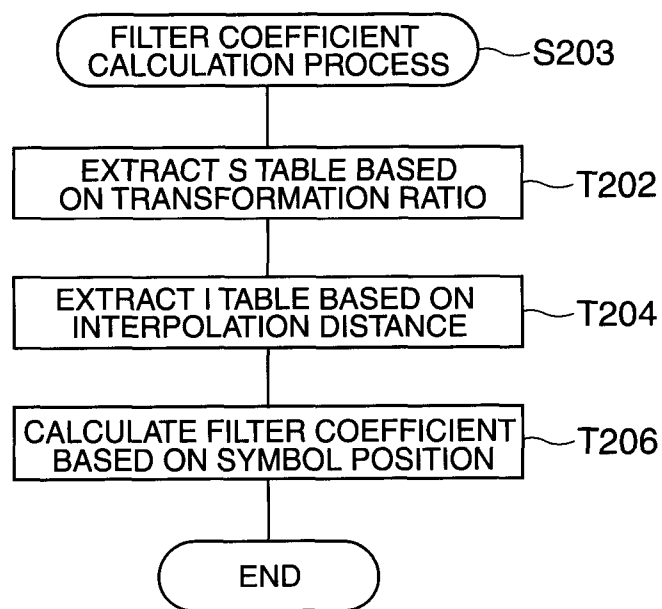 FILTER COEFFICIENT
CALCULATION PROCESS
S203
EXTRACT S TABLE BASED
ON TRANSFORMATION RATIO
T202
EXTRACT I TABLE BASED ON
INTERPOLATION DISTANCE
T204
CALCULATE FILTER COEFFICIENT
BASED ON SYMBOL POSITION
T206
END